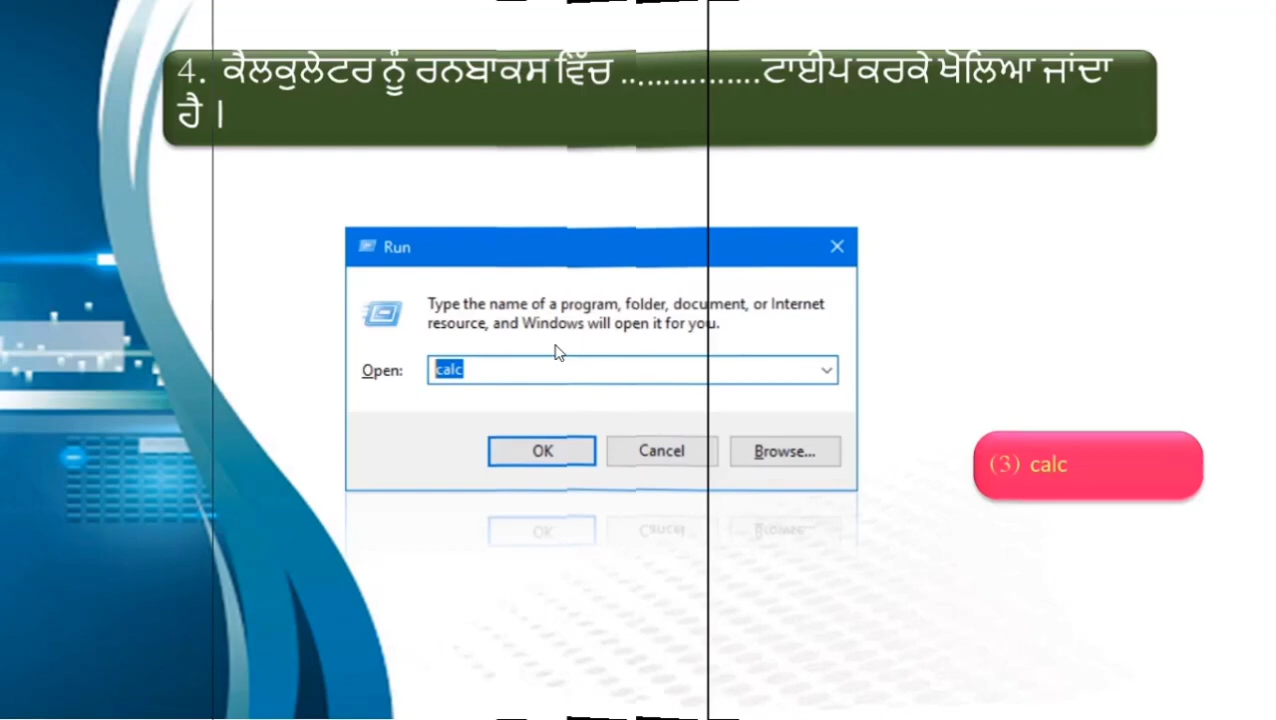 4. ਕੈਲਕੁਲੇਟਰ ਨੂੰ ਰਨਬਾਕਸ ਵਿੱਚ ...............ਟਾਈਪ ਕਰਕੇ ਖੋਲਿਆ ਜਾਂਦਾ
ਹੈ ।
Run
Type the name of a program, folder, document, or Internet
resource, and Windows will open it for you.
Open: calc
OK Cancel Browse...
(3) calc